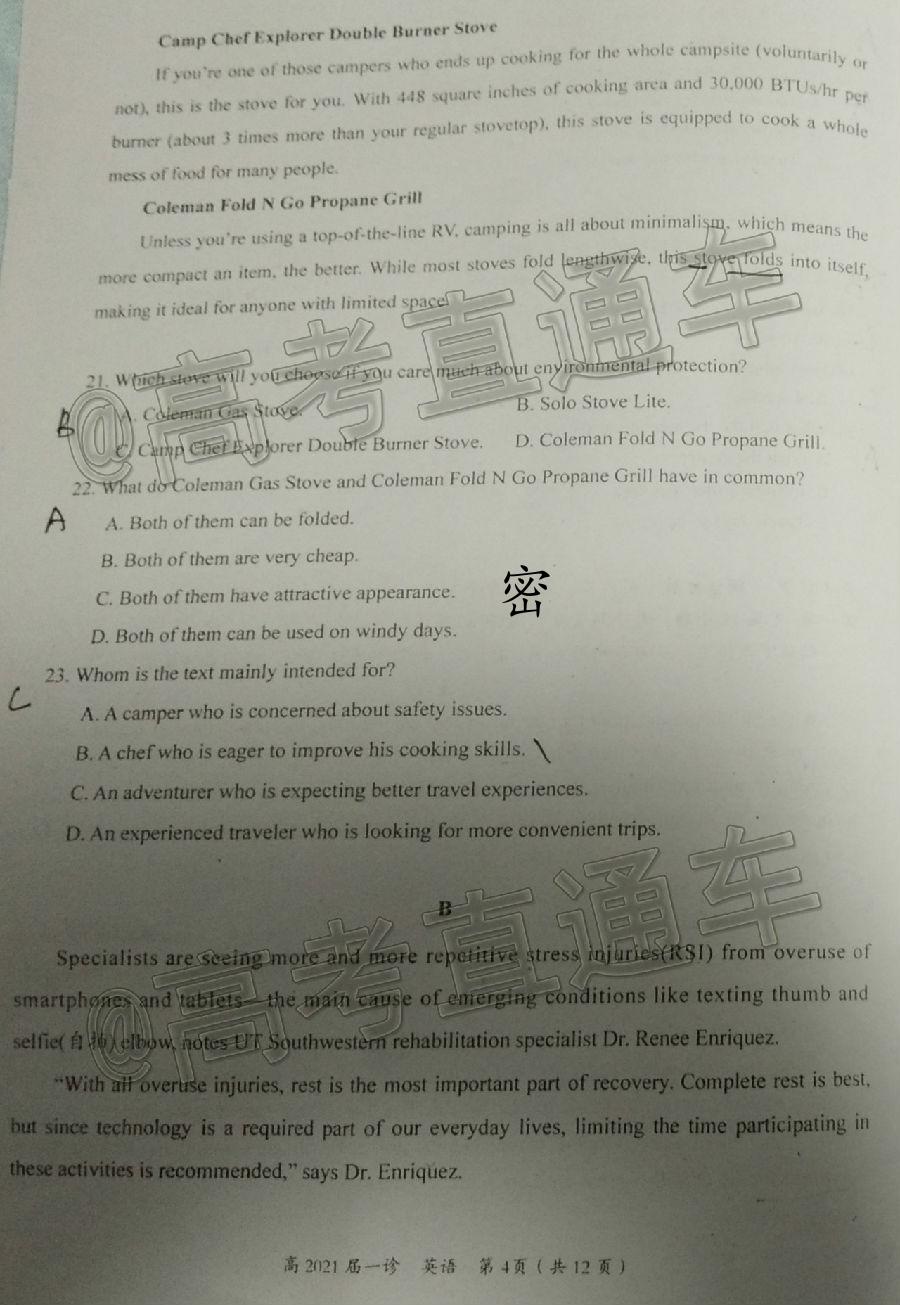 Camp Chef Explorer Double Burner Stove
If you're one of those campers who ends up cooking for the whole campsite (voluntarily or
not), this is the stove for you. With 448 square inches of cooking area and 30,000 BTUs/hr per
burner (about 3 times more than your regular stovetop), this stove is equipped to cook a whole
mess of food for many people.
Coleman Fold N Go Propane Grill
Unless you're using a top-of-the-line RV, camping is all about minimalism, which means the
more compact an item, the better. While most stoves fold lengthwise, this stove folds into itself,
making it ideal for anyone with limited space.
@高考直通车
21. Which stove will you choose if you care much about environmental protection?
B
A. Coleman Gas Stove.
B. Solo Stove Lite.
C. Camp Chef Explorer Double Burner Stove.
D. Coleman Fold N Go Propane Grill.
22. What do Coleman Gas Stove and Coleman Fold N Go Propane Grill have in common?
A
A. Both of them can be folded.
B. Both of them are very cheap.
C. Both of them have attractive appearance.
密
D. Both of them can be used on windy days.
23. Whom is the text mainly intended for?
C
A. A camper who is concerned about safety issues.
B. A chef who is eager to improve his cooking skills.
C. An adventurer who is expecting better travel experiences.
D. An experienced traveler who is looking for more convenient trips.
B
Specialists are seeing more and more repetitive stress injuries(RSI) from overuse of
smartphones and tablets—the main cause of emerging conditions like texting thumb and
selfie(自拍) elbow, notes UT Southwestern rehabilitation specialist Dr. Renee Enriquez.
@高考直通车
"With all overuse injuries, rest is the most important part of recovery. Complete rest is best,
but since technology is a required part of our everyday lives, limiting the time participating in
these activities is recommended," says Dr. Enriquez.
高 2021 届一诊 英语 第 4页 ( 共 12 页 )